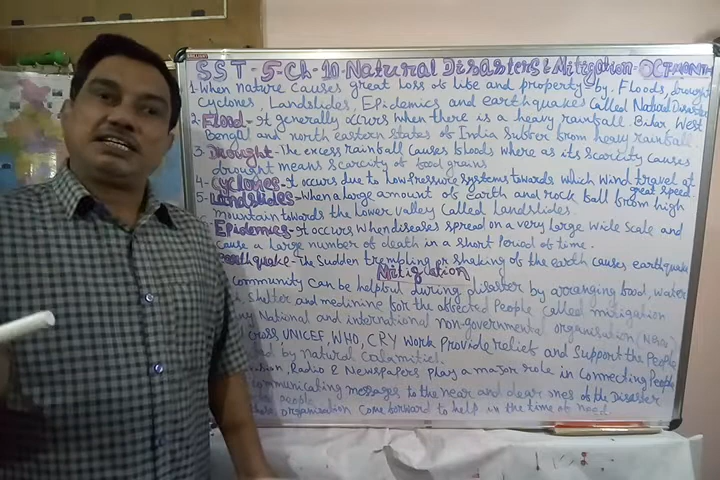 SST-5-Ch-10-Natural Disasters & Mitigation-OCT MONTH
1. When nature causes great Loss of Life and property by. Floods, drought
cyclones, Landslides, Epidemics and earthquakes called Natural Disaster
2. Flood - It generally occurs when there is a heavy rainfall. Bihar West
Bengal and north eastern states of India suffer from heavy rainfall.
3. Drought - The excess rainfall causes floods where as its scarcity causes
drought means scarcity of food grains
4. Cyclones - It occurs due to Low Pressure systems towards which wind travel at
great speed.
5. Landslides - When a large amount of earth and rock fall from high
mountain towards the Lower valley called Landslides.
Epidemics - It occurs when diseases spread on a very large wide scale and
cause a Large number of death in a short Period of time.
earthquake - The Sudden trembling or shaking of the earth causes earthquake
Mitigation
community can be helpful during disaster by arranging food, water
shelter and medinine for the affected People called mitigation
National and international non-governmental organisation (NGOs)
cross UNICEF, WHO, CRY Work Provide reliefs and Support the People
by natural calamities.
Radio & Newspapers play a major role in connecting People
communicating messages to the near and dear ones of the Disaster
people
organisation come forward to help in the time of need